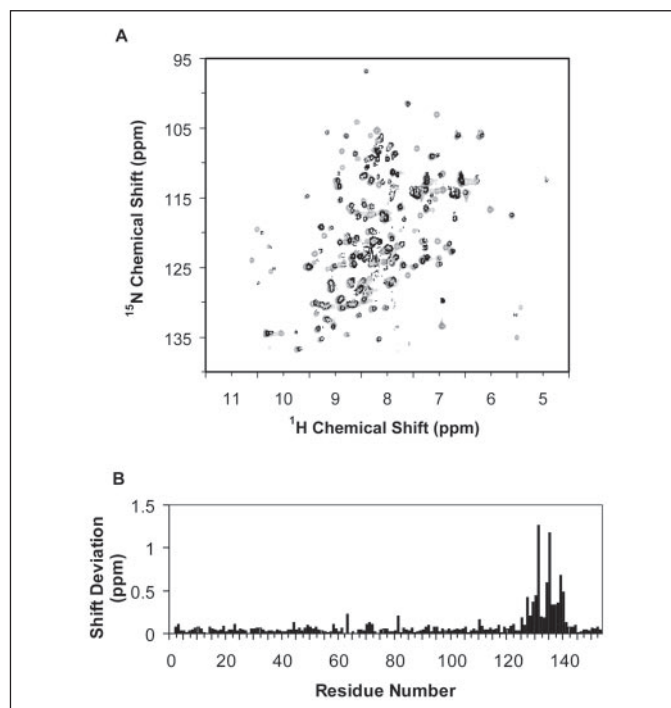 A
95
105
115
125
135
15N Chemical Shift (ppm)
11 10 9 8 7 6 5
1H Chemical Shift (ppm)
B
1.5
1
0.5
0
Shift Deviation
(ppm)
0 20 40 60 80 100 120 140
Residue Number